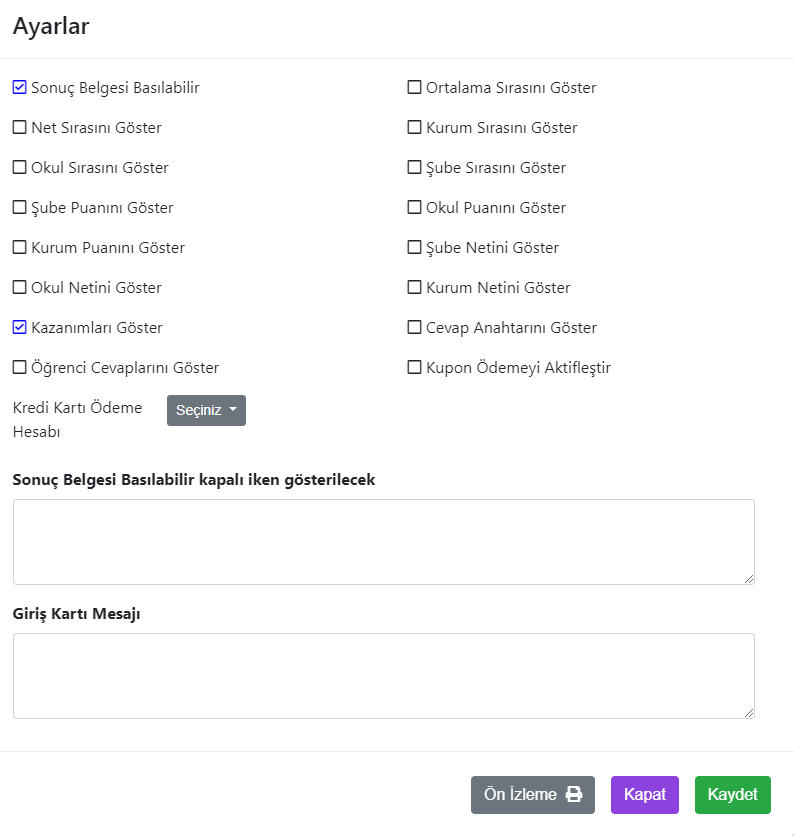 Ayarlar
Sonuç Belgesi Basılabilir
Ortalama Sırasını Göster
Net Sırasını Göster
Kurum Sırasını Göster
Okul Sırasını Göster
Şube Sırasını Göster
Şube Puanını Göster
Okul Puanını Göster
Kurum Puanını Göster
Şube Netini Göster
Okul Netini Göster
Kurum Netini Göster
Kazanımları Göster
Cevap Anahtarını Göster
Öğrenci Cevaplarını Göster
Kupon Ödemeyi Aktifleştir
Kredi Kartı Ödeme
Hesabı
Seçiniz
Sonuç Belgesi Basılabilir kapalı iken gösterilecek
Giriş Kartı Mesajı
Ön İzleme
Kapat
Kaydet